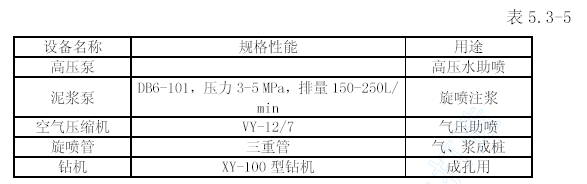 表 5.3-5
设备名称 规格性能 用途
高压泵 高压水助喷
泥浆泵 DB6-101，压力 3-5 MPa，排量 150-250L/
min 旋喷注浆
空气压缩机 VY-12/7 气压助喷
旋喷管 三重管 气、浆成桩
钻机 XY-100 型钻机 成孔用